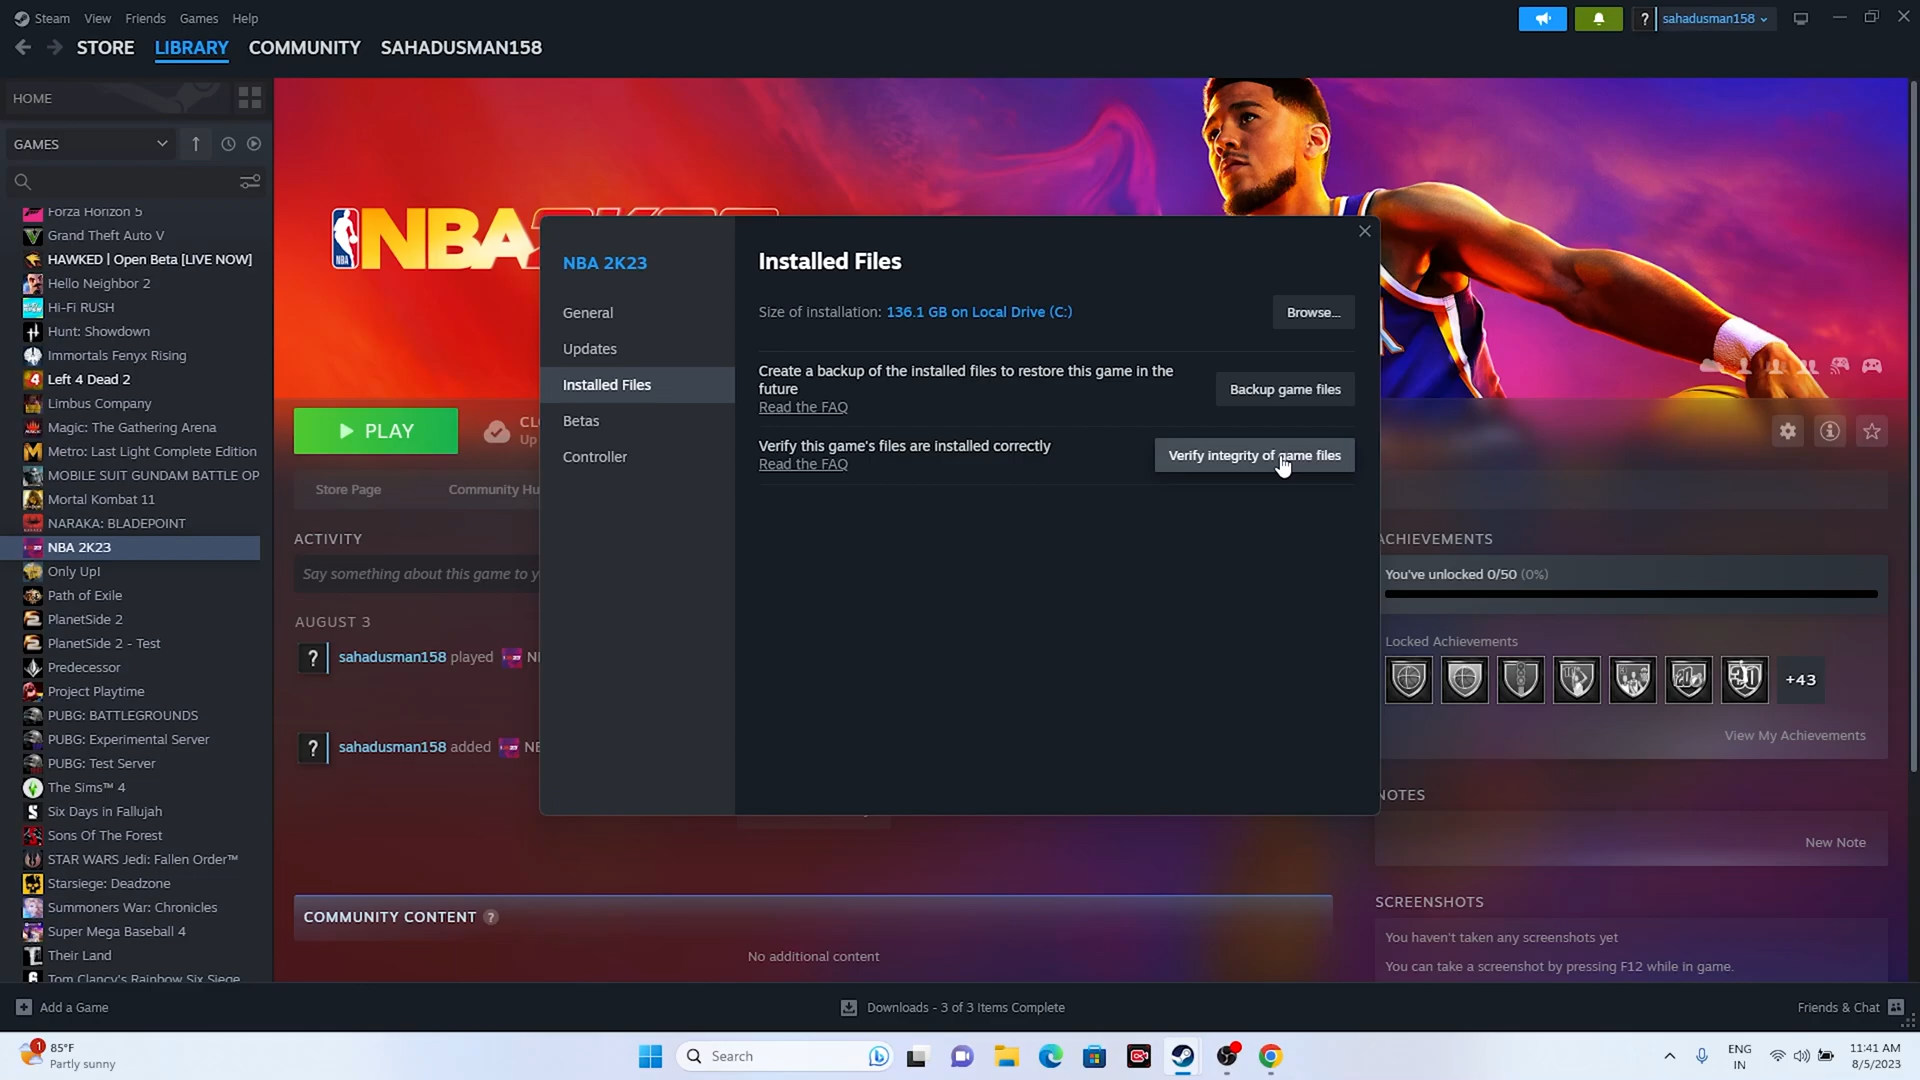 Steam View Friends Games Help
sahadusman158
STORE LIBRARY COMMUNITY SAHADUSMAN158
HOME
GAMES
Forza Horizon 5
Grand Theft Auto V
HAWKED | Open Beta [LIVE NOW]
Hello Neighbor 2
Hi-Fi RUSH
Hunt: Showdown
Immortals Fenyx Rising
Left 4 Dead 2
Limbus Company
Magic: The Gathering Arena
Metro: Last Light Complete Edition
MOBILE SUIT GUNDAM BATTLE OP
Mortal Kombat 11
NARAKA: BLADEPOINT
NBA 2K23
Only Up!
Path of Exile
PlanetSide 2
PlanetSide 2 - Test
Predecessor
Project Playtime
PUBG: BATTLEGROUNDS
PUBG: Experimental Server
PUBG: Test Server
The Sims™ 4
Six Days in Fallujah
Sons Of The Forest
STAR WARS Jedi: Fallen Order™
Starsiege: Deadzone
Summoners War: Chronicles
Super Mega Baseball 4
Their Land
Tom Clancy's Rainbow Six Siege
NBA
PLAY
CL
Up
Store Page
Community Hu
ACTIVITY
Say something about this game to y
AUGUST 3
sahadusman158 played
sahadusman158 added
COMMUNITY CONTENT ?
No additional content
NBA 2K23
General
Updates
Installed Files
Betas
Controller
Installed Files
Size of installation: 136.1 GB on Local Drive (C:)
Browse...
Create a backup of the installed files to restore this game in the
future
Read the FAQ
Backup game files
Verify this game's files are installed correctly
Read the FAQ
Verify integrity of game files
ACHIEVEMENTS
You've unlocked 0/50 (0%)
Locked Achievements
+43
View My Achievements
NOTES
New Note
SCREENSHOTS
You haven't taken any screenshots yet
You can take a screenshot by pressing F12 while in game.
Add a Game
Downloads - 3 of 3 Items Complete
Friends & Chat
1
85°F
Partly sunny
Search
ENG
IN
11:41 AM
8/5/2023